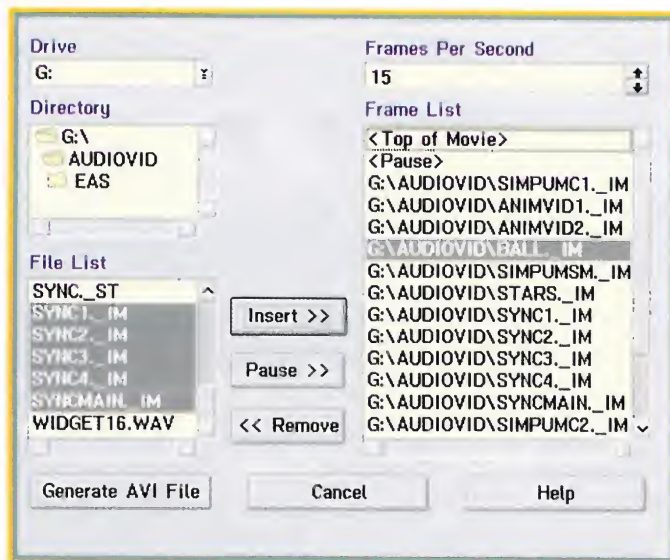 Drive
G:
Directory
G:\
AUDIOVID
EAS
File List
SYNC._ST
SYNC1._IM
SYNC2._IM
SYNC3._IM
SYNC4._IM
SYNCMAIN._IM
WIDGET16.WAV
Insert >>
Pause >>
<< Remove
Frames Per Second
15
Frame List
<Top of Movie>
<Pause>
G:\AUDIOVID\SIMPUMC1._IM
G:\AUDIOVID\ANIMVID1._IM
G:\AUDIOVID\ANIMVID2._IM
G:\AUDIOVID\BALL._IM
G:\AUDIOVID\SIMPUMSM._IM
G:\AUDIOVID\STARS._IM
G:\AUDIOVID\SYNC1._IM
G:\AUDIOVID\SYNC2._IM
G:\AUDIOVID\SYNC3._IM
G:\AUDIOVID\SYNC4._IM
G:\AUDIOVID\SYNCMAIN._IM
G:\AUDIOVID\SIMPUMC2._IM
Generate AVI File
Cancel
Help